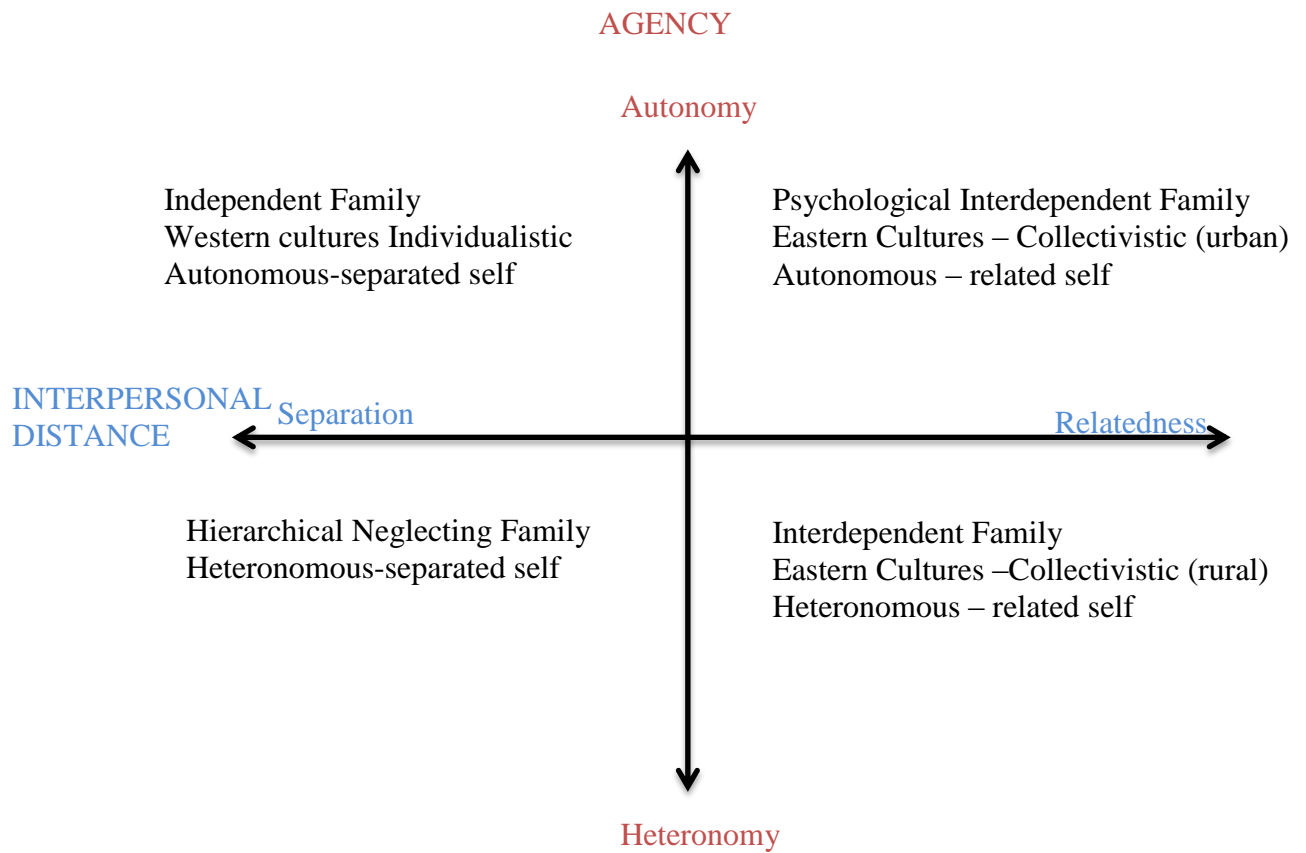 AGENCY
Autonomy
Independent Family
Western cultures Individualistic
Autonomous-separated self
Psychological Interdependent Family
Eastern Cultures – Collectivistic (urban)
Autonomous – related self
INTERPERSONAL
DISTANCE
Separation
Relatedness
Hierarchical Neglecting Family
Heteronomous-separated self
Interdependent Family
Eastern Cultures –Collectivistic (rural)
Heteronomous – related self
Heteronomy